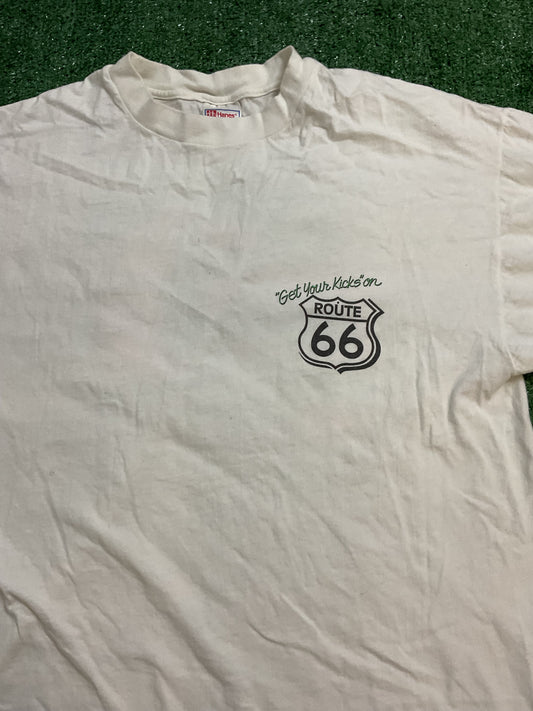 Hanes
"Get Your Kicks" on
ROUTE
66